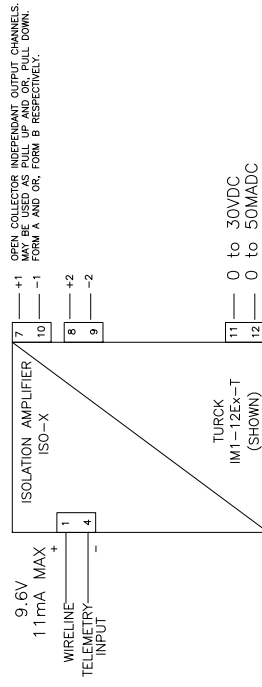 OPEN COLLECTOR INDEPENDANT OUTPUT CHANNELS.
MAY BE USED AS PULL UP AND OR, PULL DOWN.
FORM A AND OR, FORM B RESPECTIVELY.
7 +1
10 -1
8 +2
9 -2
ISOLATION AMPLIFIER
ISO-X
9.6V
11mA MAX
+
WIRELINE 1
TELEMETRY 4
INPUT
-
TURCK
IM1-12Ex-T
(SHOWN)
11 0 to 30VDC
12 0 to 50MADC